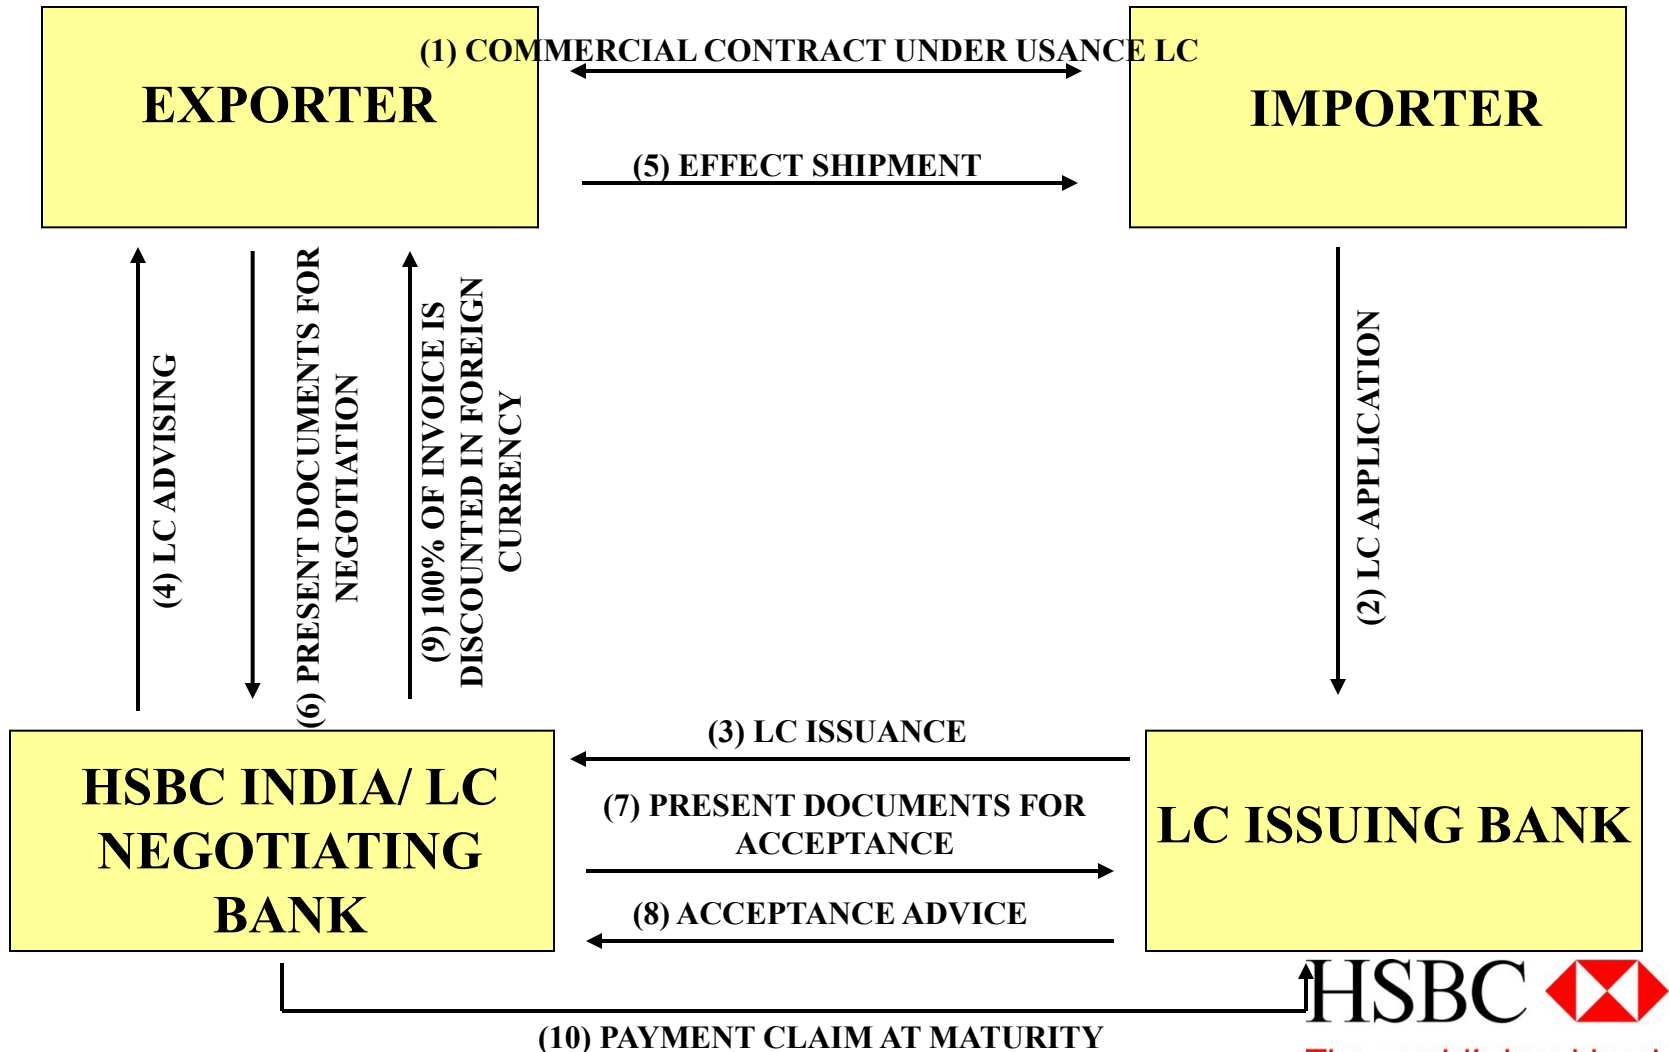 (1) COMMERCIAL CONTRACT UNDER USANCE LC
EXPORTER
IMPORTER
(5) EFFECT SHIPMENT
(4) LC ADVISING
(6) PRESENT DOCUMENTS FOR
NEGOTIATION
(9) 100% OF INVOICE IS
DISCOUNTED IN FOREIGN
CURRENCY
(2) LC APPLICATION
(3) LC ISSUANCE
HSBC INDIA/ LC
NEGOTIATING
BANK
(7) PRESENT DOCUMENTS FOR
ACCEPTANCE
LC ISSUING BANK
(8) ACCEPTANCE ADVICE
HSBC
(10) PAYMENT CLAIM AT MATURITY